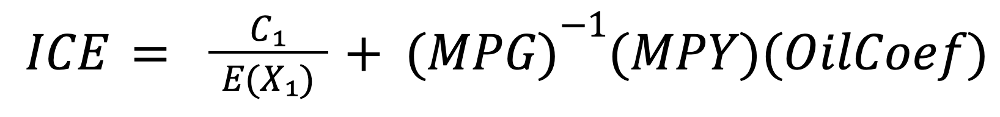 ICE = C₁/E(X₁) + (MPG)⁻¹(MPY)(OilCoef)